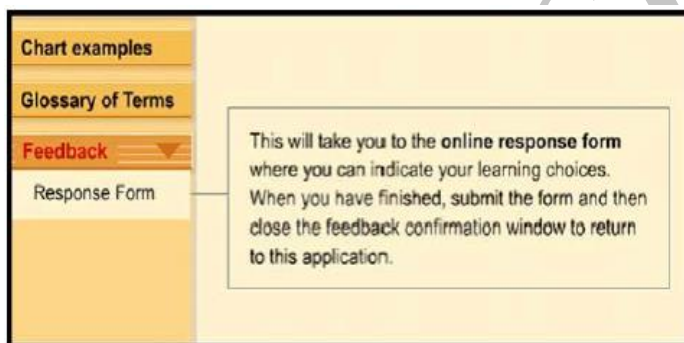 Chart examples
Glossary of Terms
Feedback
Response Form
This will take you to the online response form
where you can indicate your learning choices.
When you have finished, submit the form and then
close the feedback confirmation window to return
to this application.